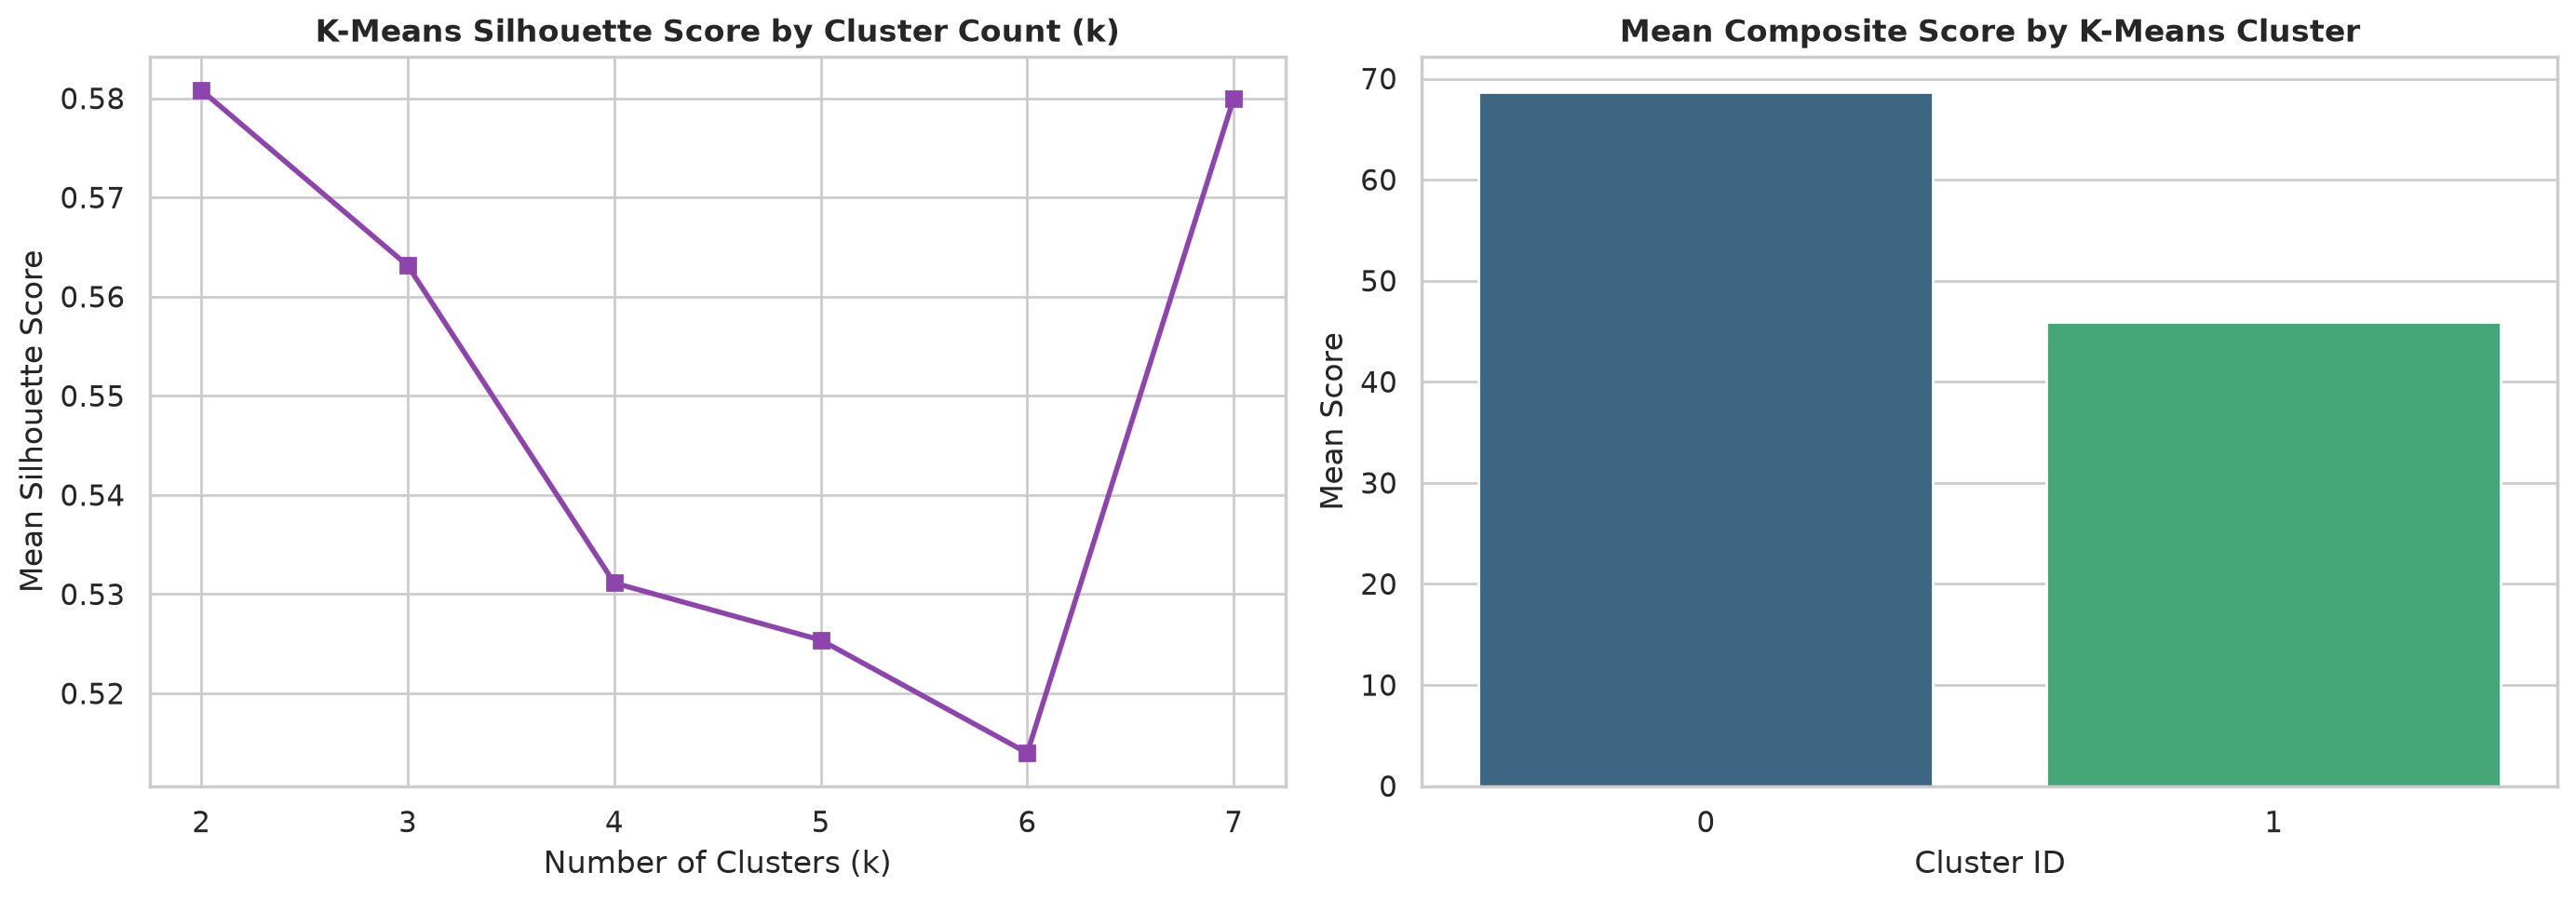 K-Means Silhouette Score by Cluster Count (k)
Mean Silhouette Score
0.58
0.57
0.56
0.55
0.54
0.53
0.52
2 3 4 5 6 7
Number of Clusters (k)
Mean Composite Score by K-Means Cluster
Mean Score
70
60
50
40
30
20
10
0
0 1
Cluster ID